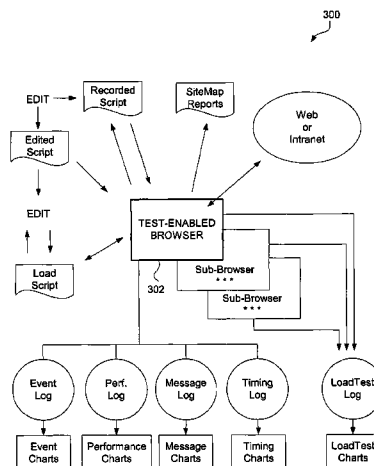 300
Recorded
Script
SiteMap
Reports
EDIT
Edited
Script
Web
or
Intranet
TEST-ENABLED
BROWSER
EDIT
302
Sub-Browser
***
Sub-Browser
***
Load
Script
Event
Log
Perf.
Log
Message
Log
Timing
Log
LoadTest
Log
Event
Charts
Performance
Charts
Message
Charts
Timing
Charts
LoadTest
Charts